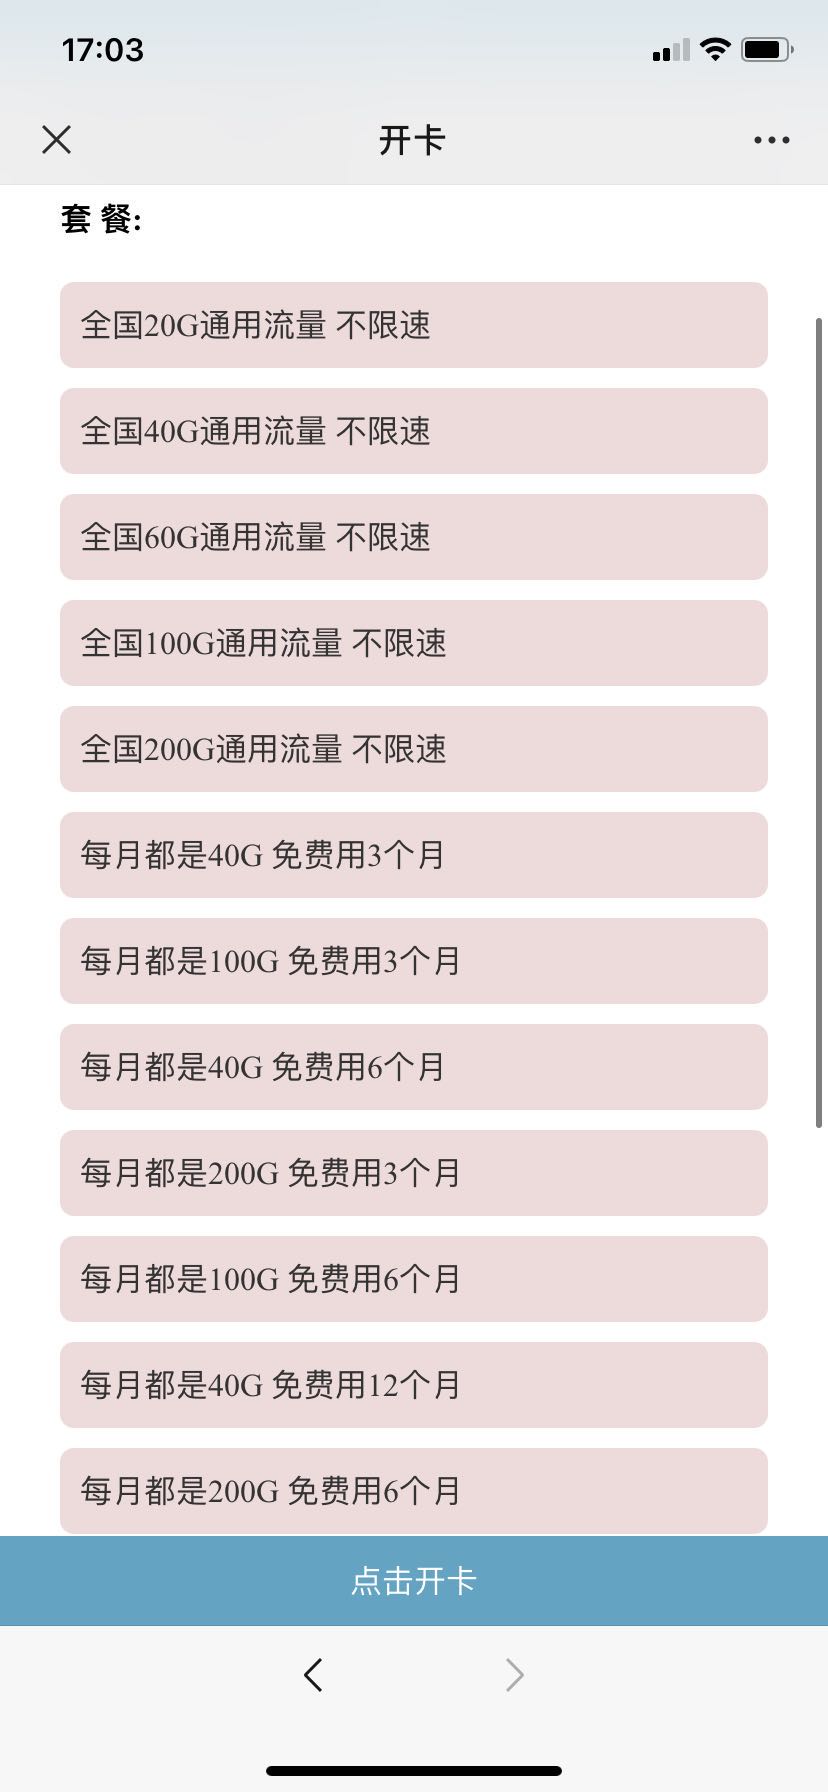 17:03
开卡
套 餐:
全国20G通用流量 不限速
全国40G通用流量 不限速
全国60G通用流量 不限速
全国100G通用流量 不限速
全国200G通用流量 不限速
每月都是40G 免费用3个月
每月都是100G 免费用3个月
每月都是40G 免费用6个月
每月都是200G 免费用3个月
每月都是100G 免费用6个月
每月都是40G 免费用12个月
每月都是200G 免费用6个月
点击开卡